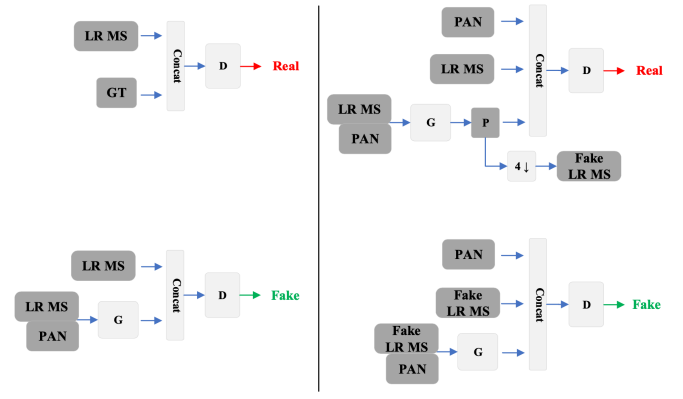 LR MS
GT
Concat
D
Real
LR MS
LR MS
PAN
G
Concat
D
Fake
PAN
LR MS
LR MS
PAN
G
P
Concat
D
Real
4 ↓
Fake
LR MS
PAN
Fake
LR MS
Fake
LR MS
PAN
G
Concat
D
Fake